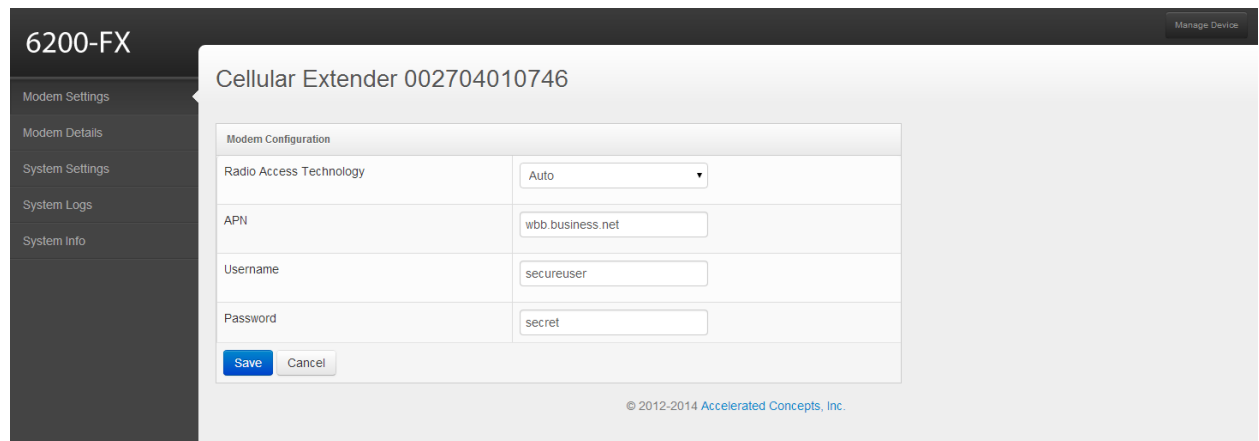 Manage Device
6200-FX
Cellular Extender 002704010746
Modem Settings
Modem Details
System Settings
System Logs
System Info
Modem Configuration
Radio Access Technology
Auto
APN
wbb.business.net
Username
secureuser
Password
secret
Save
Cancel
© 2012-2014 Accelerated Concepts, Inc.